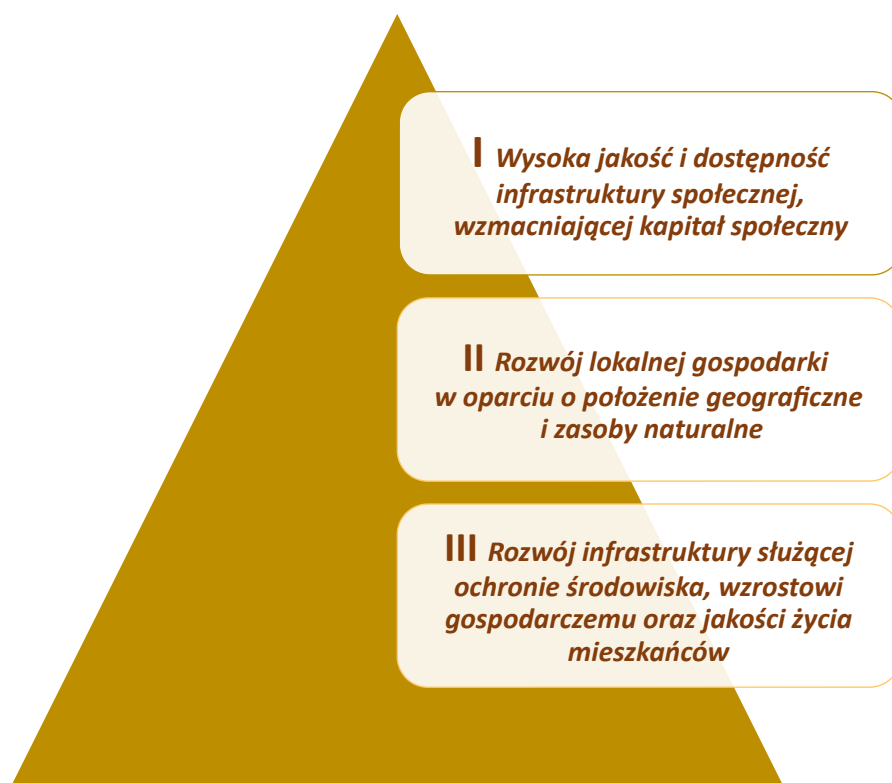 I Wysoka jakość i dostępność
infrastruktury społecznej,
wzmacniającej kapitał społeczny
II Rozwój lokalnej gospodarki
w oparciu o położenie geograficzne
i zasoby naturalne
III Rozwój infrastruktury służącej
ochronie środowiska, wzrostowi
gospodarczemu oraz jakości życia
mieszkańców